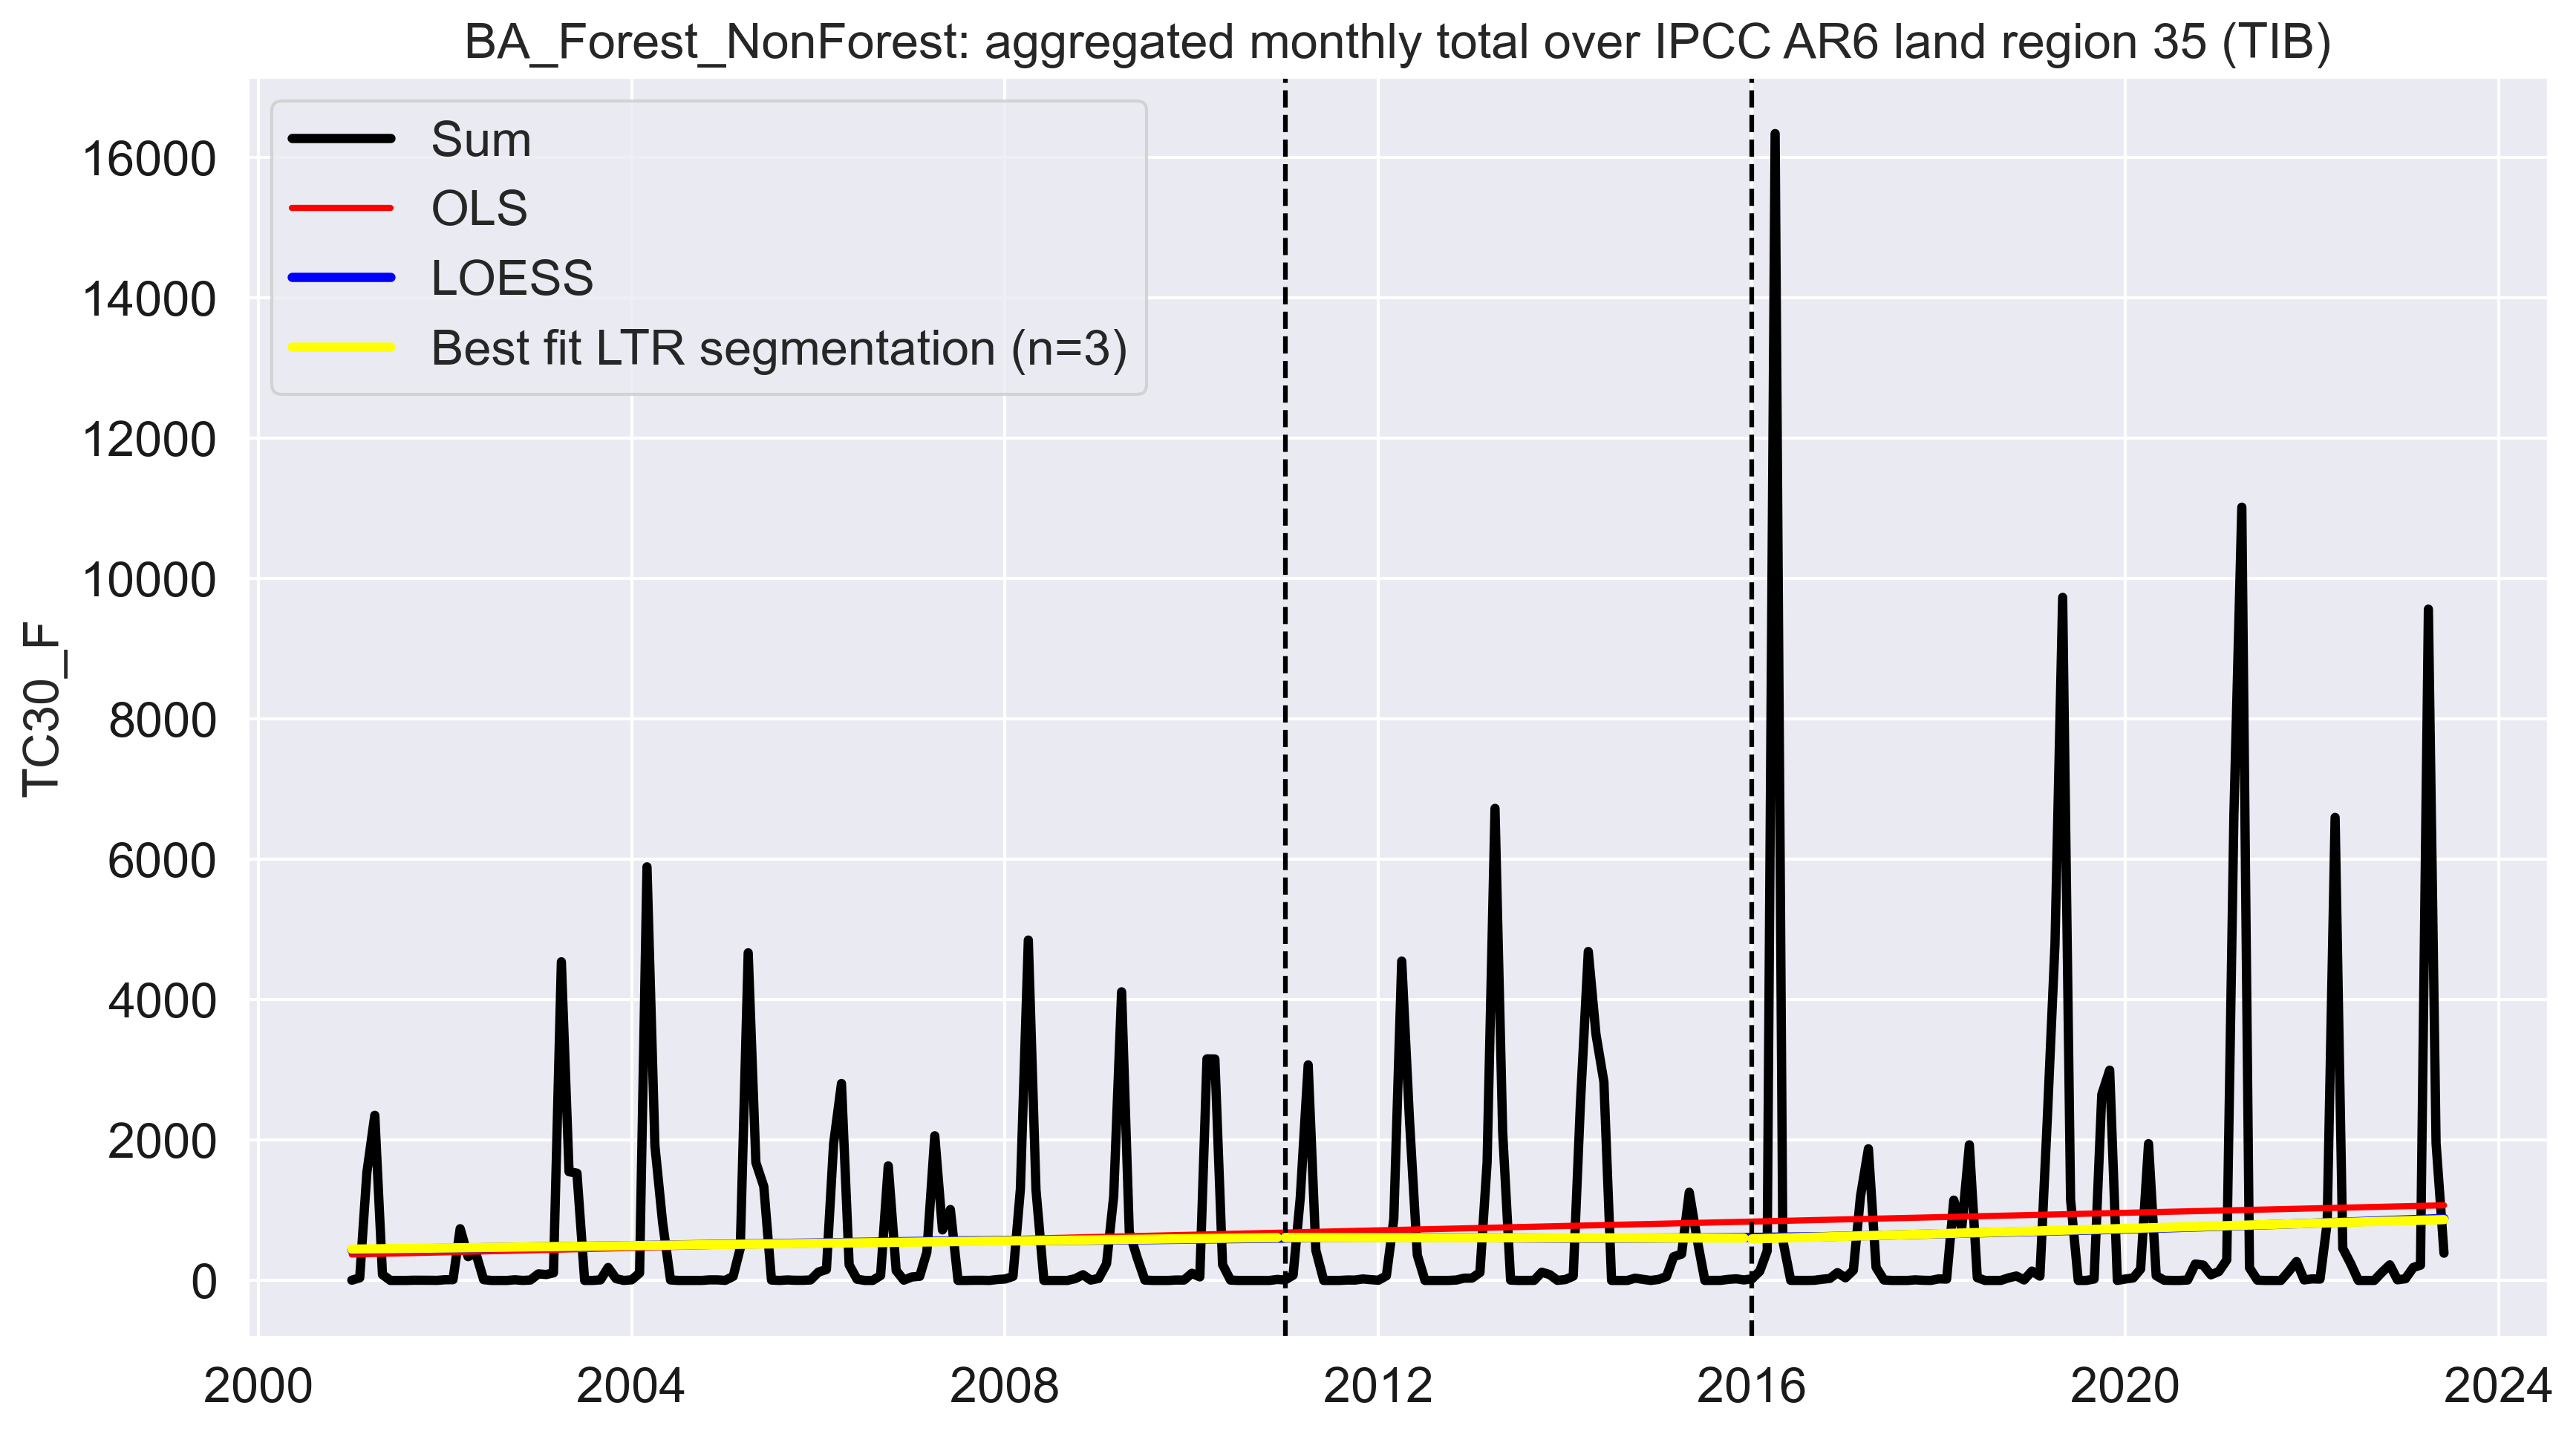 BA_Forest_NonForest: aggregated monthly total over IPCC AR6 land region 35 (TIB)
Sum
OLS
LOESS
Best fit LTR segmentation (n=3)
TC30_F
16000
14000
12000
10000
8000
6000
4000
2000
0
2000 2004 2008 2012 2016 2020 2024